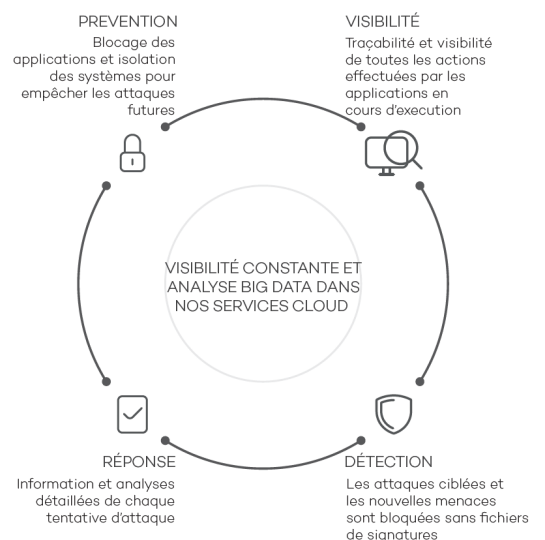 PREVENTION
Blocage des
applications et isolation
des systèmes pour
empêcher les attaques
futures
VISIBILITÉ
Traçabilité et visibilité
de toutes les actions
effectuées par les
applications en
cours d’execution
VISIBILITÉ CONSTANTE ET
ANALYSE BIG DATA DANS
NOS SERVICES CLOUD
RÉPONSE
Information et analyses
détaillées de chaque
tentative d’attaque
DÉTECTION
Les attaques ciblées et
les nouvelles menaces
sont bloquées sans fichiers
de signatures